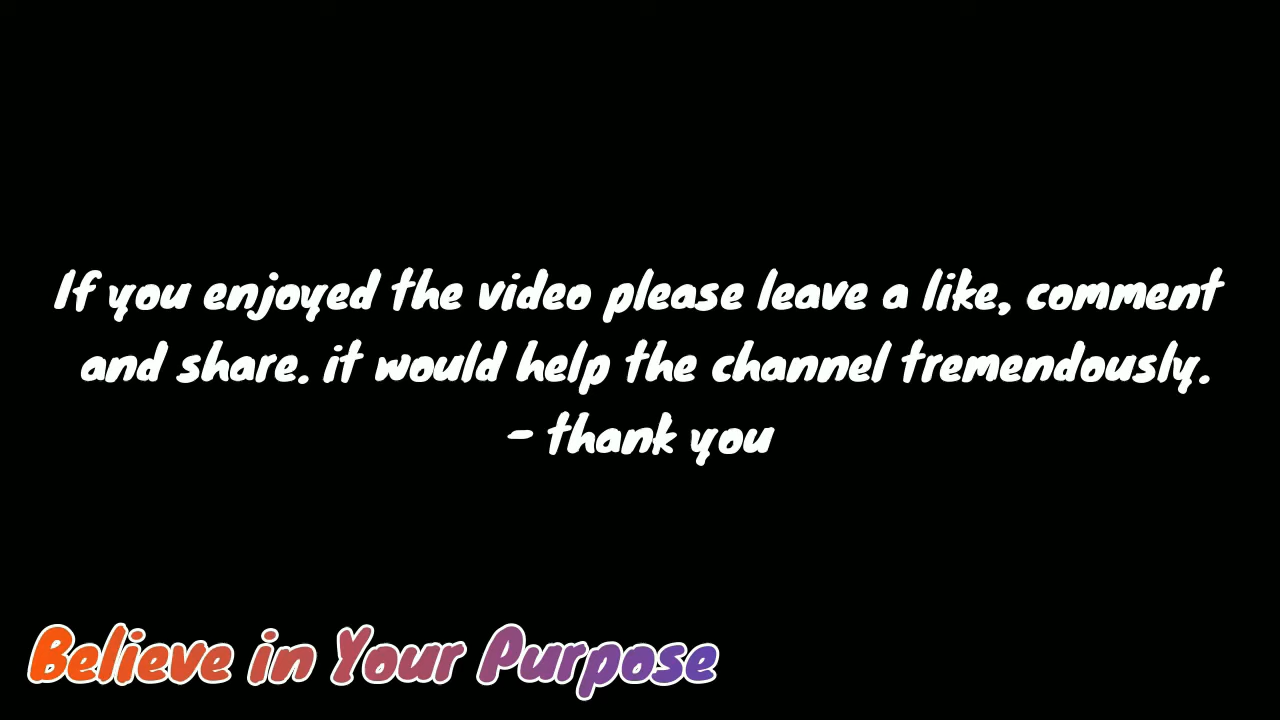 If you enjoyed the video please leave a like, comment
and share. it would help the channel tremendously.
- thank you
Believe in Your Purpose